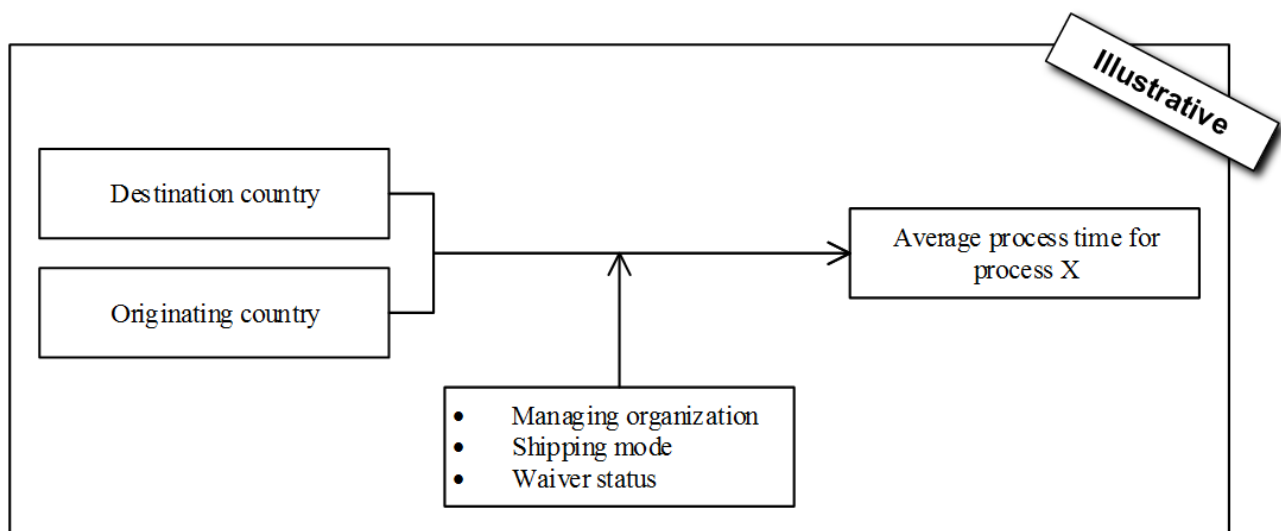 Illustrative
Destination country
Originating country
Average process time for
process X
• Managing organization
• Shipping mode
• Waiver status